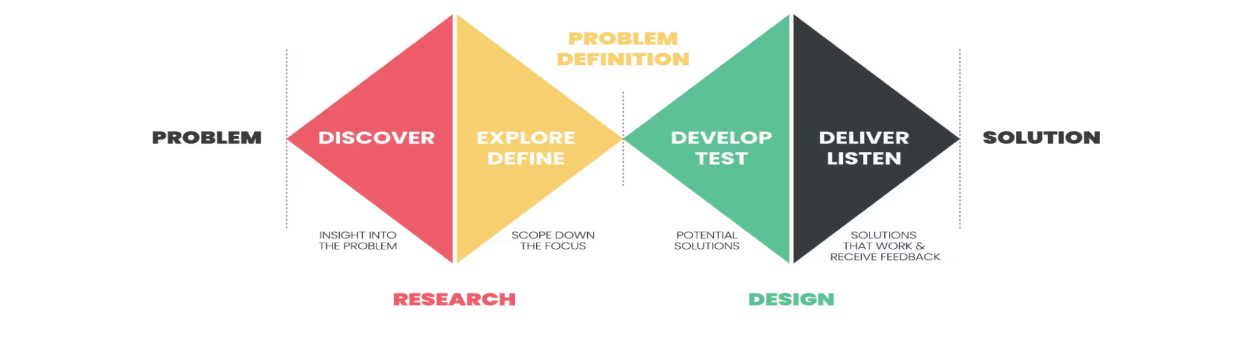 PROBLEM
DEFINITION
PROBLEM
DISCOVER
EXPLORE
DEFINE
DEVELOP
TEST
DELIVER
LISTEN
SOLUTION
INSIGHT INTO
THE PROBLEM
SCOPE DOWN
THE FOCUS
POTENTIAL
SOLUTIONS
SOLUTIONS
THAT WORK &
RECEIVE FEEDBACK
RESEARCH
DESIGN